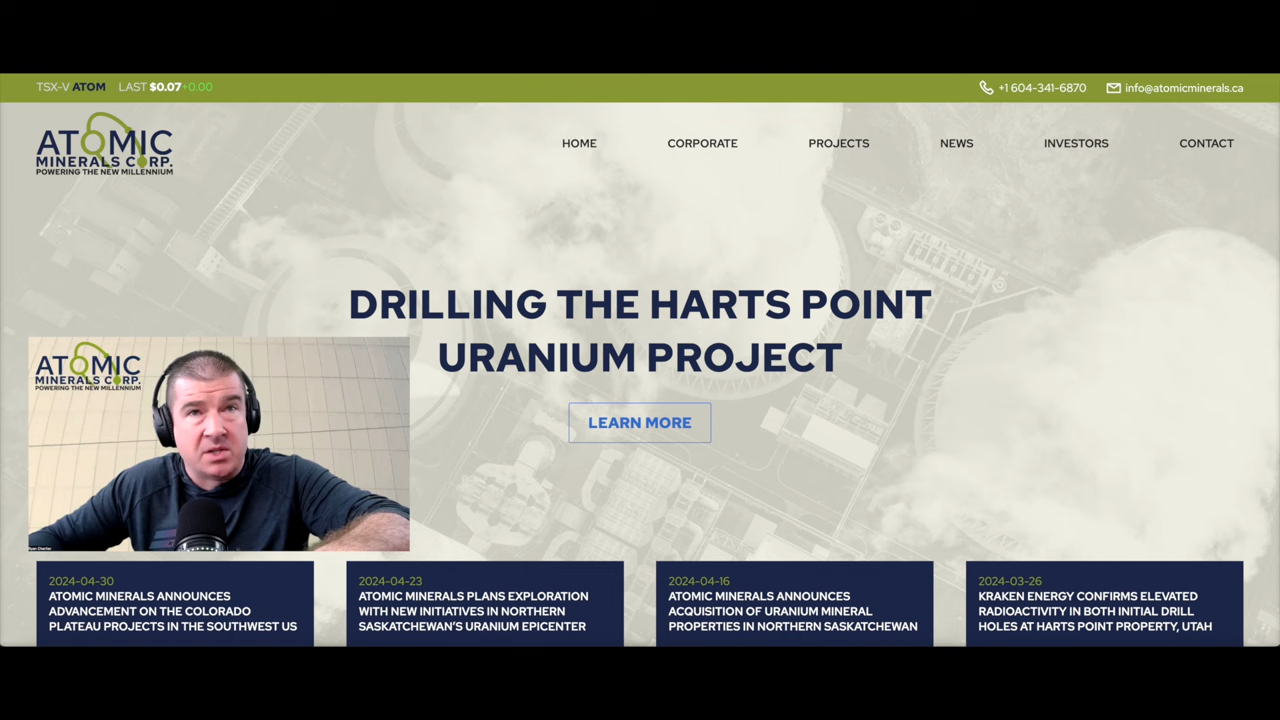 TSX-V ATOM LAST $0.07+0.00
+1 604-341-6870
info@atomicminerals.ca
ATOMIC
MINERALS CORP.
POWERING THE NEW MILLENNIUM
HOME CORPORATE PROJECTS NEWS INVESTORS CONTACT
DRILLING THE HARTS POINT
URANIUM PROJECT
LEARN MORE
ATOMIC
MINERALS CORP.
POWERING THE NEW MILLENNIUM
Ryan Charter
2024-04-30
ATOMIC MINERALS ANNOUNCES
ADVANCEMENT ON THE COLORADO
PLATEAU PROJECTS IN THE SOUTHWEST US
2024-04-23
ATOMIC MINERALS PLANS EXPLORATION
WITH NEW INITIATIVES IN NORTHERN
SASKATCHEWAN'S URANIUM EPICENTER
2024-04-16
ATOMIC MINERALS ANNOUNCES
ACQUISITION OF URANIUM MINERAL
PROPERTIES IN NORTHERN SASKATCHEWAN
2024-03-26
KRAKEN ENERGY CONFIRMS ELEVATED
RADIOACTIVITY IN BOTH INITIAL DRILL
HOLES AT HARTS POINT PROPERTY, UTAH